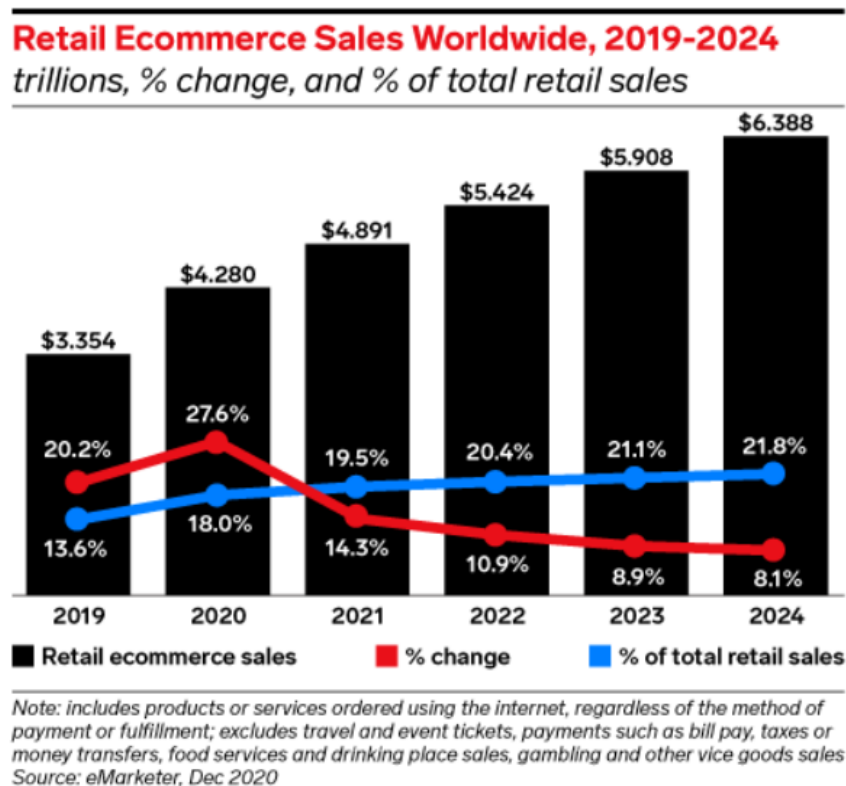 Retail Ecommerce Sales Worldwide, 2019-2024
trillions, % change, and % of total retail sales
$6.388
$5.908
$5.424
$4.891
$4.280
$3.354
27.6%
20.2%
19.5%
20.4%
21.1%
21.8%
13.6%
18.0%
14.3%
10.9%
8.9%
8.1%
2019 2020 2021 2022 2023 2024
Retail ecommerce sales % change % of total retail sales
Note: includes products or services ordered using the internet, regardless of the method of
payment or fulfillment; excludes travel and event tickets, payments such as bill pay, taxes or
money transfers, food services and drinking place sales, gambling and other vice goods sales
Source: eMarketer, Dec 2020